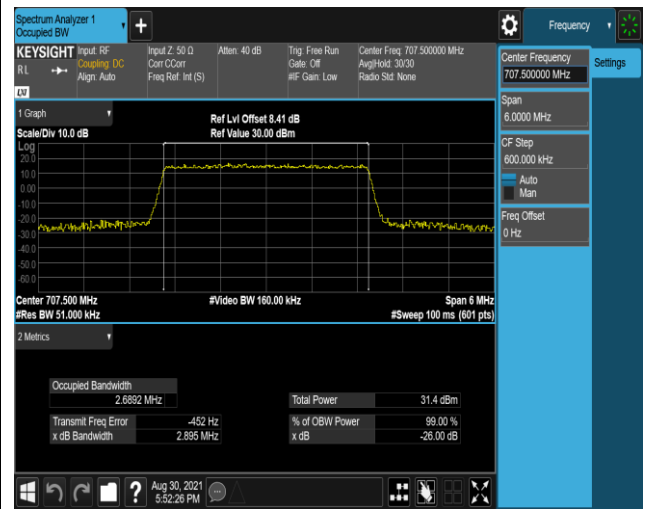 Spectrum Analyzer 1
Occupied BW
Frequency
KEYSIGHT
RL
LXI
Input: RF
Coupling: DC
Align: Auto
Input Z: 50 Ω
Corr CCorr
Freq Ref: Int (S)
Atten: 40 dB
Trig: Free Run
Gate: Off
#IF Gain: Low
Center Freq: 707.500000 MHz
Avg|Hold: 30/30
Radio Std: None
Center Frequency
707.500000 MHz
Settings
Span
6.0000 MHz
CF Step
600.000 kHz
Auto
Man
Freq Offset
0 Hz
1 Graph
Scale/Div 10.0 dB
Ref Lvl Offset 8.41 dB
Ref Value 30.00 dBm
Log
20.0
10.0
0.00
-10.0
-20.0
-30.0
-40.0
-50.0
-60.0
Center 707.500 MHz
#Video BW 160.00 kHz
Span 6 MHz
#Res BW 51.000 kHz
#Sweep 100 ms (601 pts)
2 Metrics
Occupied Bandwidth
2.6892 MHz
Total Power 31.4 dBm
Transmit Freq Error -452 Hz
% of OBW Power 99.00 %
x dB Bandwidth 2.895 MHz
x dB -26.00 dB
?
Aug 30, 2021
5:52:26 PM